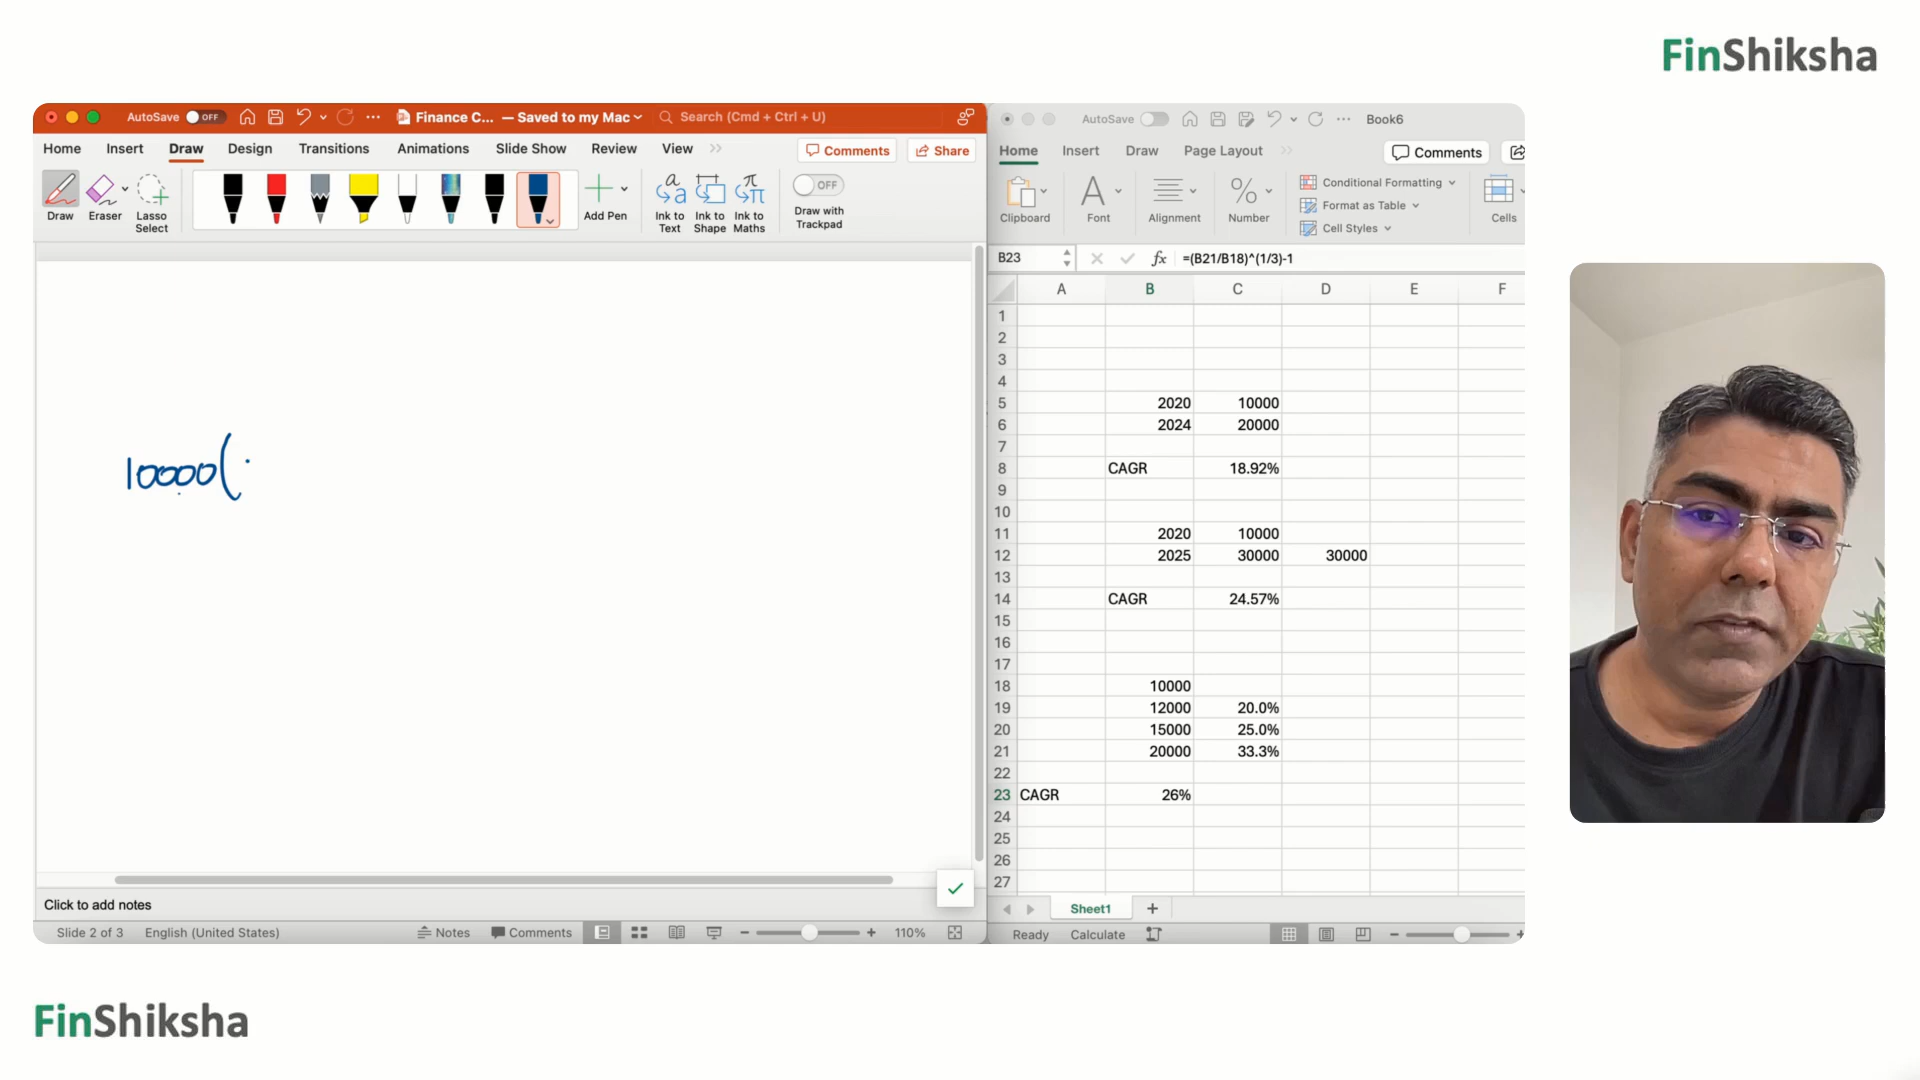 FinShiksha
AutoSave OFF ... Finance C... — Saved to my Mac Search (Cmd + Ctrl + U)
Home Insert Draw Design Transitions Animations Slide Show Review View >> Comments Share
Draw Eraser Lasso Select Add Pen Ink to Text Ink to Shape Ink to Maths OFF Draw with Trackpad
10000(
Click to add notes
Slide 2 of 3 English (United States) Notes Comments 110%
AutoSave ... Book6
Home Insert Draw Page Layout >> Comments
Clipboard Font Alignment Number Conditional Formatting Format as Table Cell Styles Cells
B23 fx =(B21/B18)^(1/3)-1
A B C D E F
1
2
3
4
5 2020 10000
6 2024 20000
7
8 CAGR 18.92%
9
10
11 2020 10000
12 2025 30000 30000
13
14 CAGR 24.57%
15
16
17
18 10000
19 12000 20.0%
20 15000 25.0%
21 20000 33.3%
22
23 CAGR 26%
24
25
26
27
Sheet1 +
Ready Calculate
FinShiksha